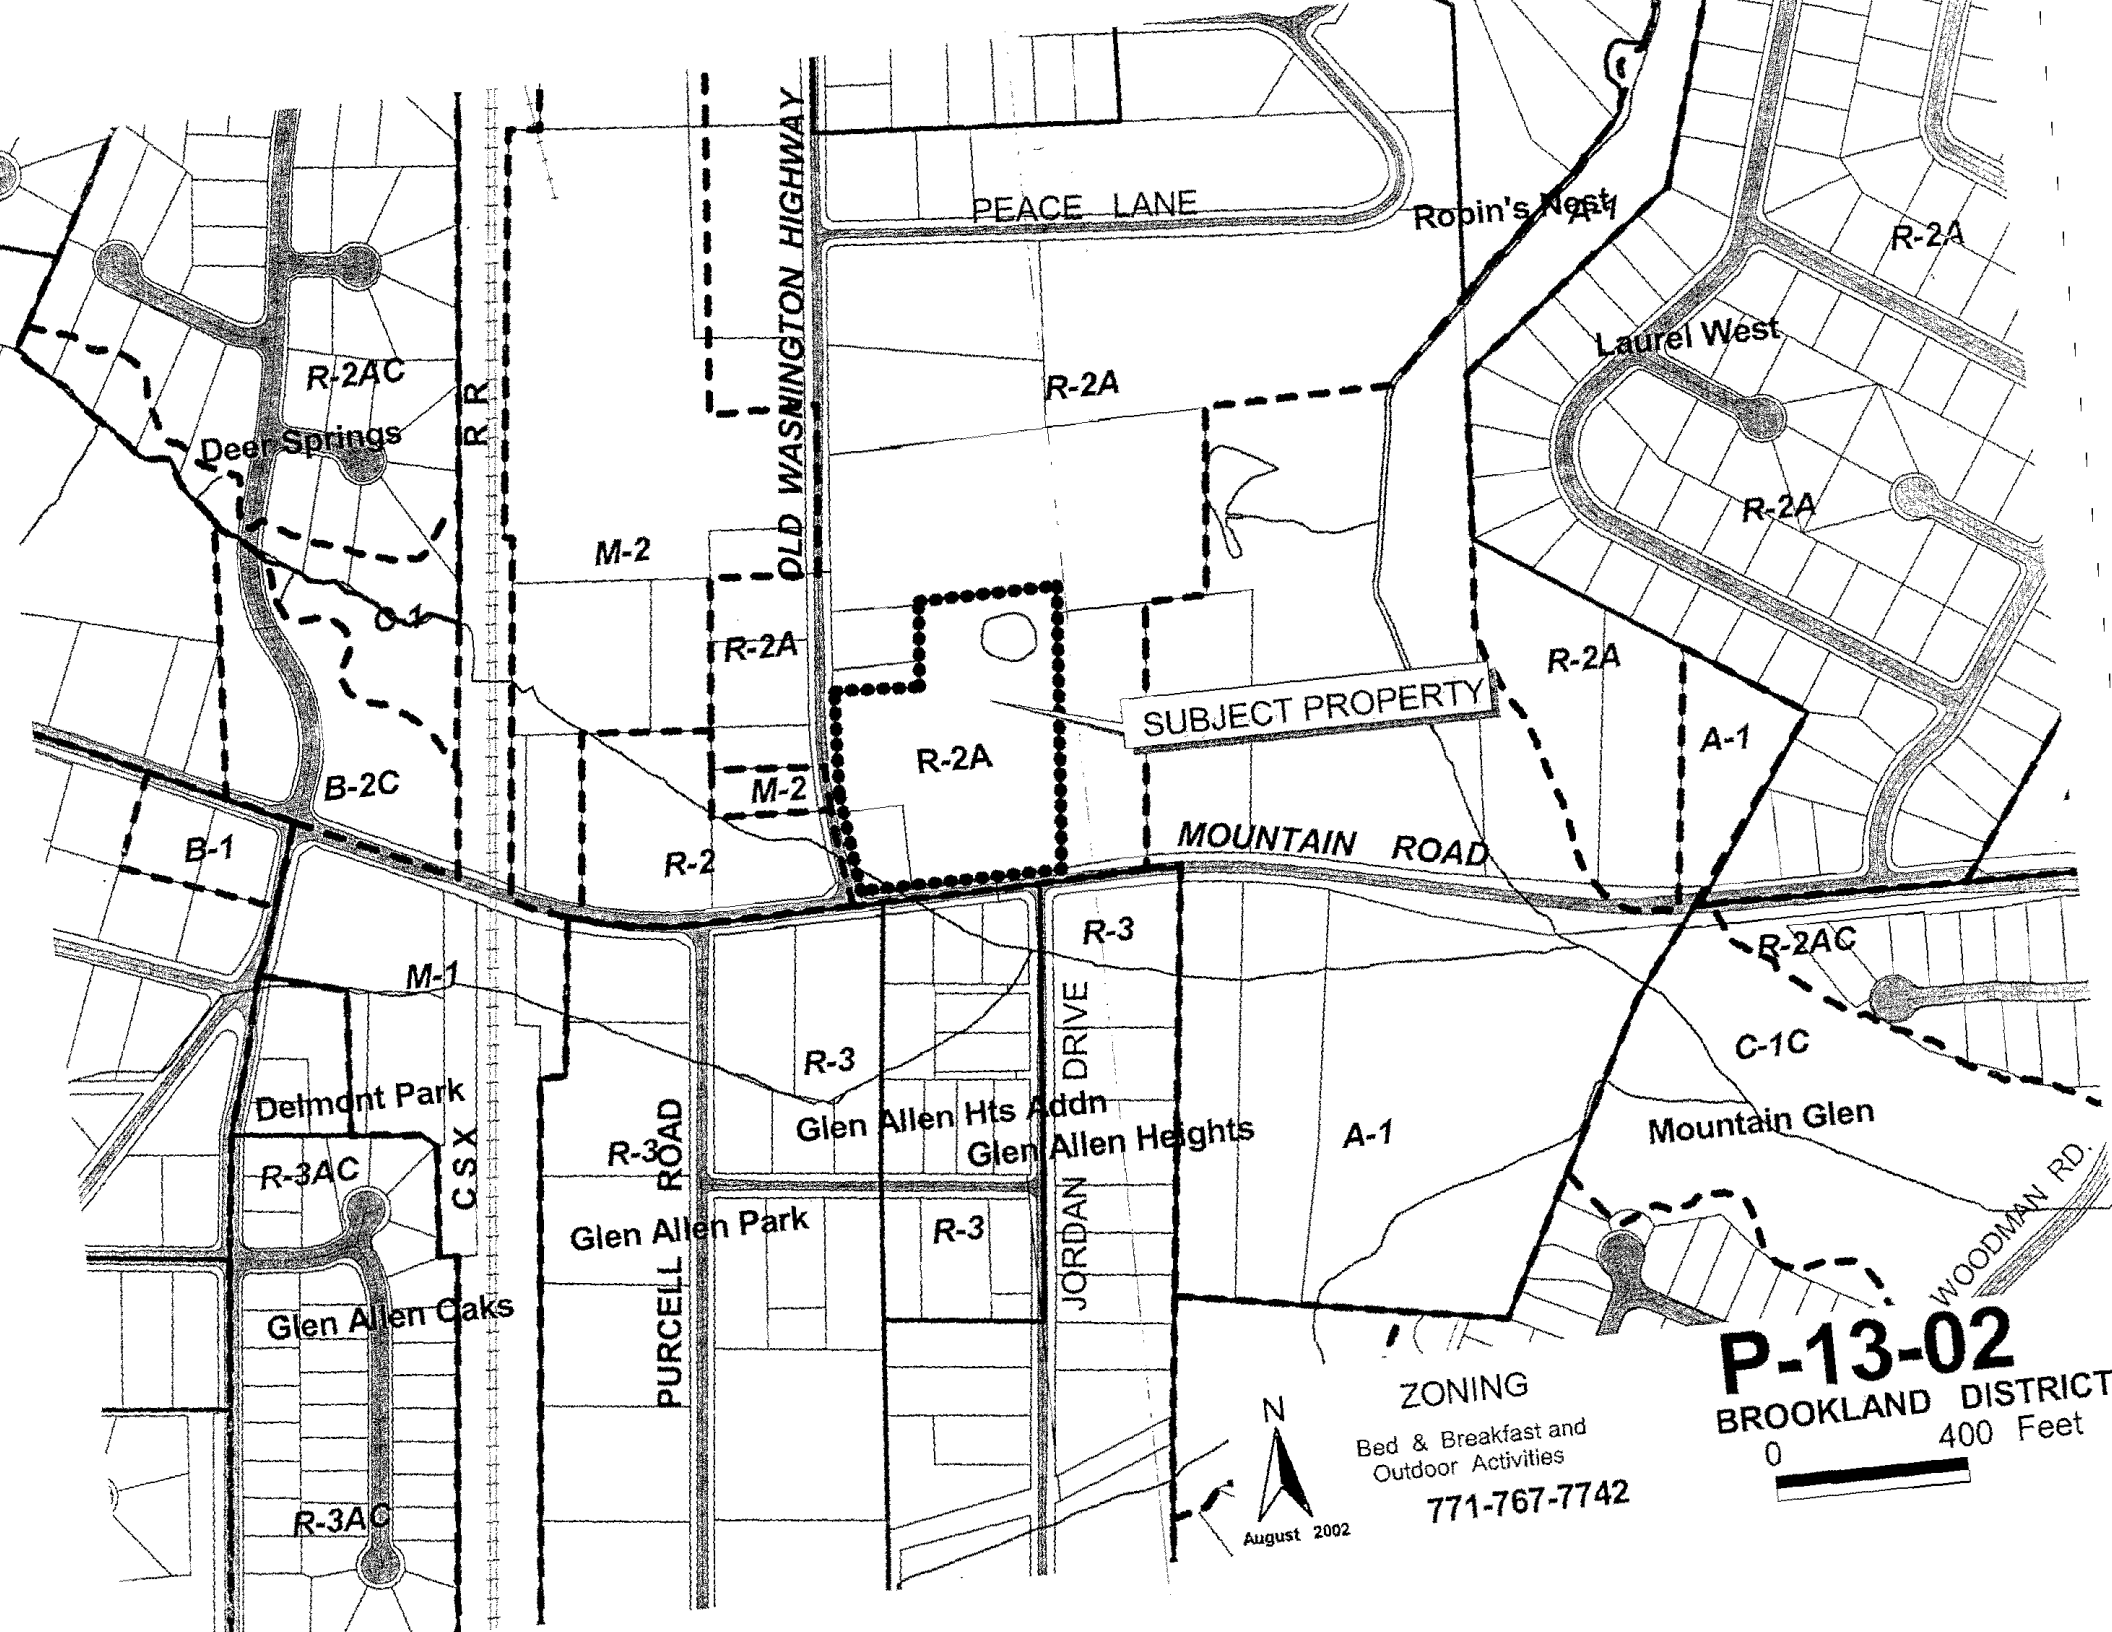 OLD WASHINGTON HIGHWAY
PEACE LANE
Robin's Nest
A-1
R-2A
Laurel West
R-2AC
R R
R-2A
Deer Springs
R-2A
M-2
C-1
R-2A
R-2A
SUBJECT PROPERTY
A-1
R-2A
B-2C
M-2
B-1
R-2
MOUNTAIN ROAD
R-3
R-2AC
M-1
C-1C
R-3
Delmont Park
Glen Allen Hts Addn
Mountain Glen
Glen Allen Heights
A-1
R-3
R-3AC
CSX
PURCELL ROAD
JORDAN DRIVE
WOODMAN RD.
Glen Allen Park
R-3
Glen Allen Oaks
R-3AC
P-13-02
BROOKLAND DISTRICT
0 400 Feet
ZONING
Bed & Breakfast and
Outdoor Activities
771-767-7742
N
August 2002